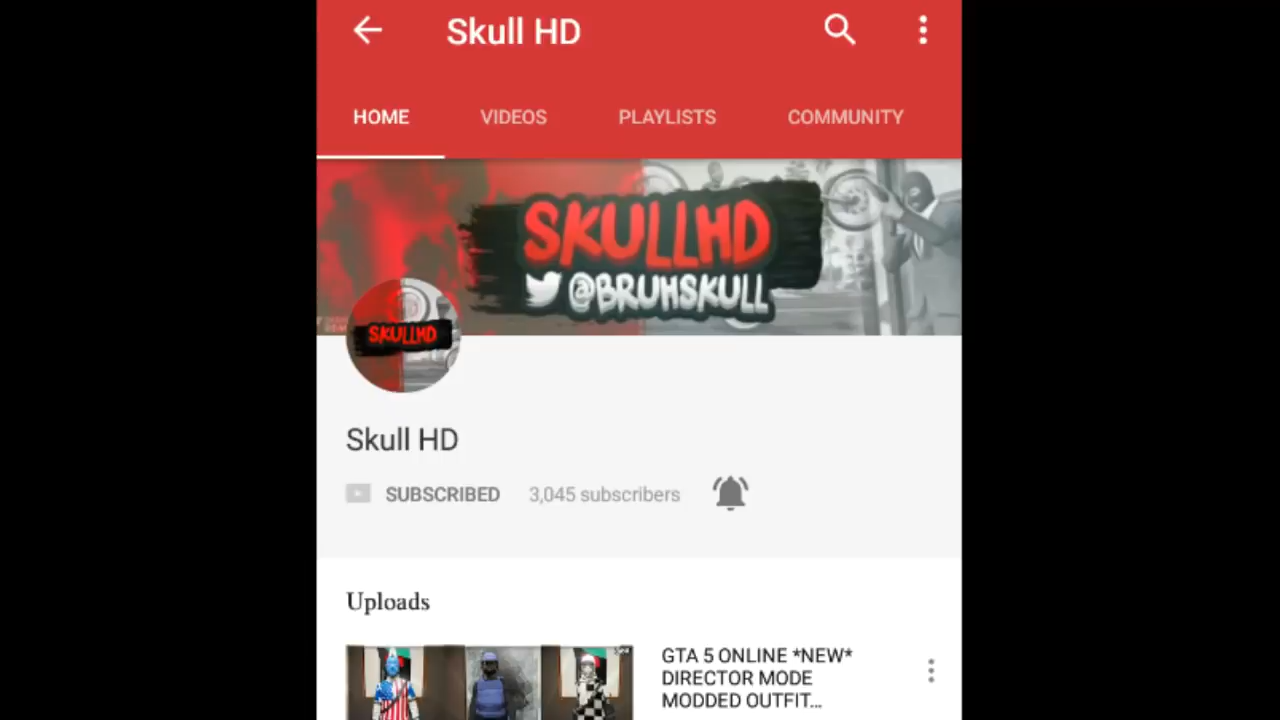 Skull HD
HOME VIDEOS PLAYLISTS COMMUNITY
SKULLHD
@BRUHSKULL
SKULLHD
Skull HD
SUBSCRIBED 3,045 subscribers
Uploads
GTA 5 ONLINE *NEW*
DIRECTOR MODE
MODDED OUTFIT...